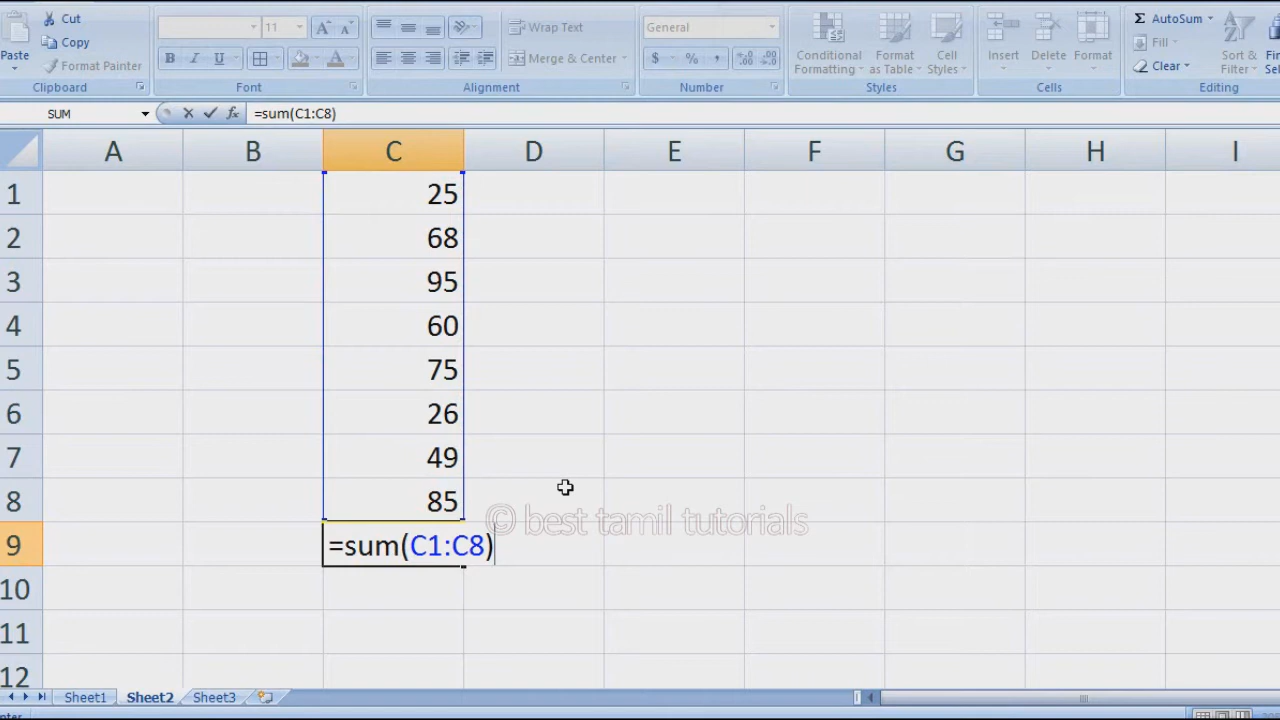 Cut
Copy
Paste
Format Painter
Clipboard
11
A A
B I U A
Font
Wrap Text
Merge & Center
Alignment
General
$ % ,
Number
Conditional Formatting
Format as Table
Cell Styles
Styles
Insert
Delete
Format
Cells
Σ AutoSum
Fill
Clear
Sort & Filter
Editing
SUM
fx
=sum(C1:C8)
A B C D E F G H I
1 25
2 68
3 95
4 60
5 75
6 26
7 49
8 85
© best tamil tutorials
9 =sum(C1:C8)
10
11
12
Sheet1 Sheet2 Sheet3